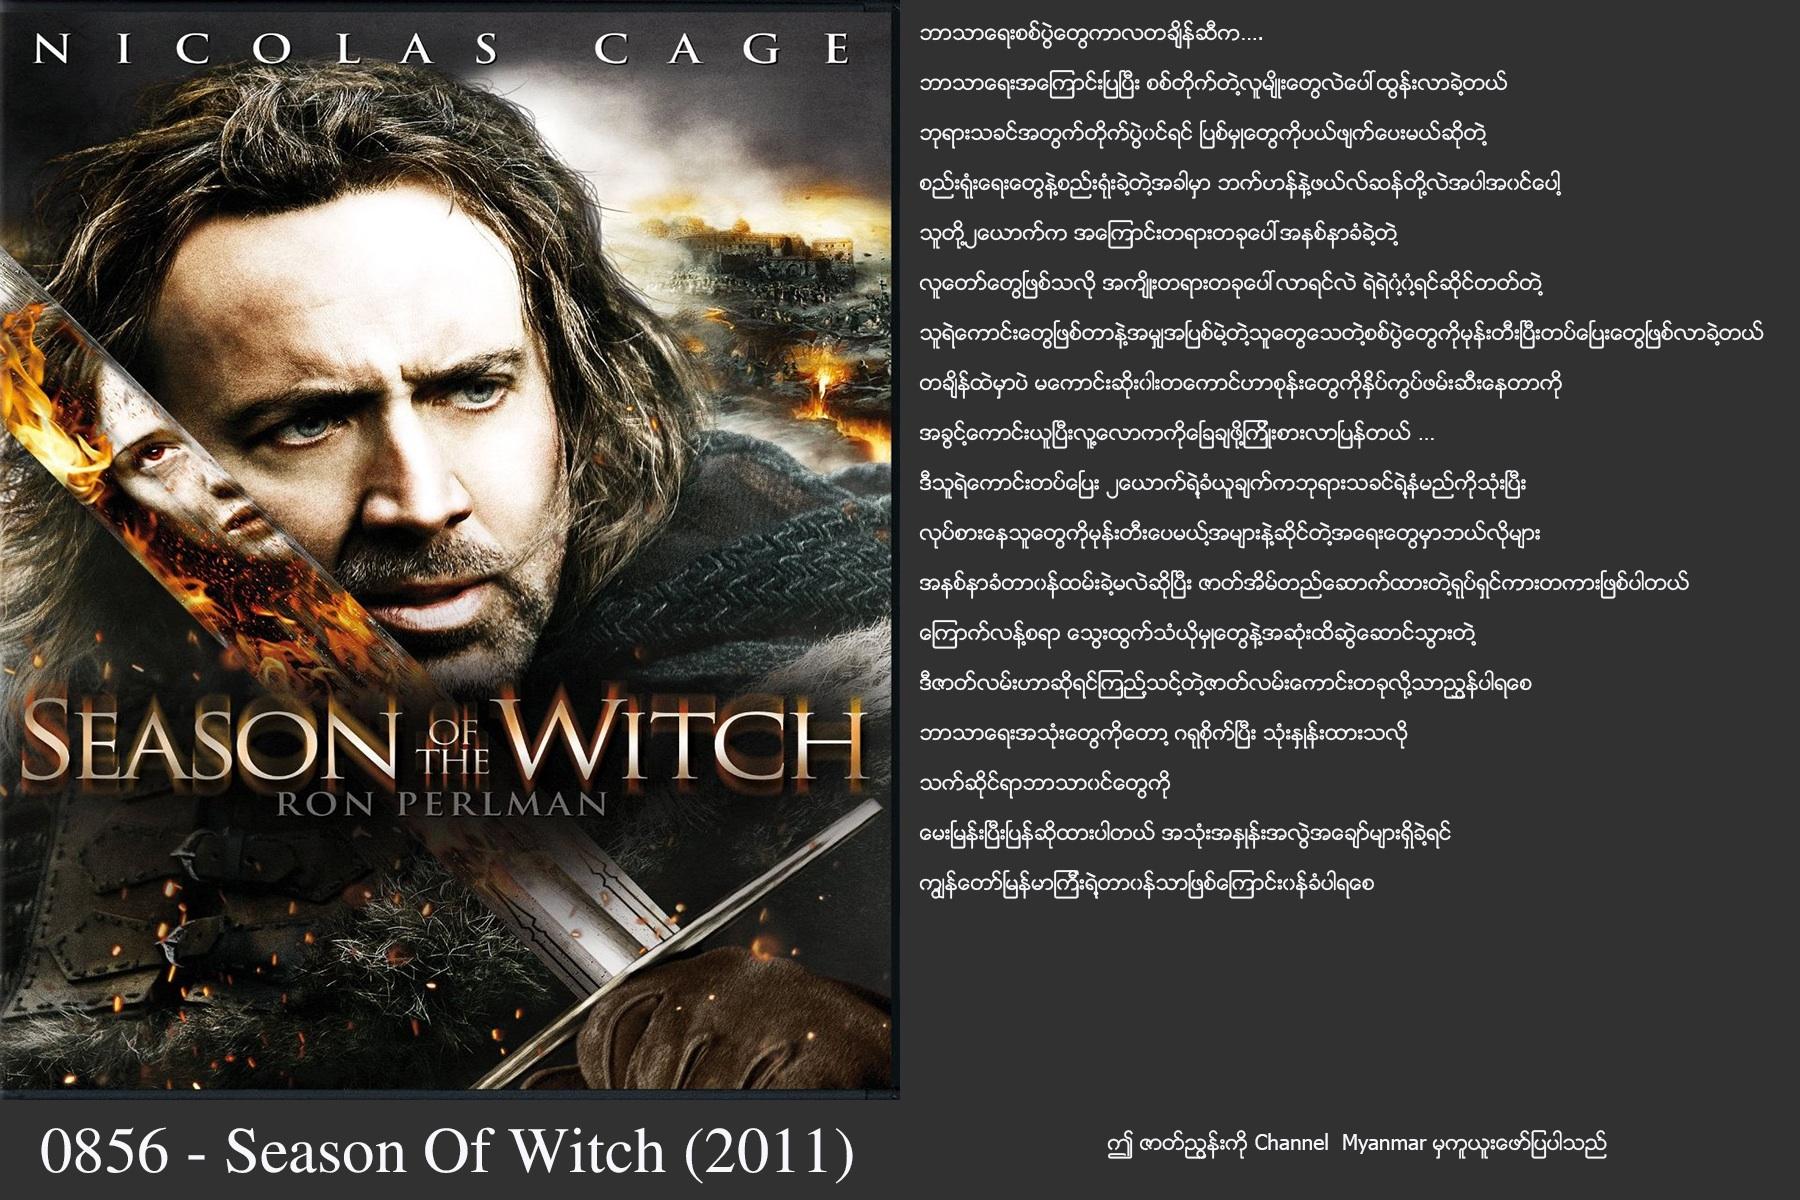 NICOLAS CAGE
SEASON OF THE WITCH
RON PERLMAN
0856 - Season Of Witch (2011)
ဘာသာရေးစစ်ပွဲတွေကာလတချိန်ဆီက....
ဘာသာရေးအကြောင်းပြပြီး စစ်တိုက်တဲ့လူမျိုးတွေလဲပေါ်ထွန်းလာခဲ့တယ်
ဘုရားသခင်အတွက်တိုက်ပွဲဝင်ရင် ပြစ်မှုတွေကိုပယ်ဖျက်ပေးမယ်ဆိုတဲ့
စည်းရုံးရေးတွေနဲ့စည်းရုံးခဲ့တဲ့အခါမှာ ဘက်ဟန်နဲ့ဖယ်လ်ဆန်တို့လဲအပါအဝင်ပေါ့
သူတို့၂ယောက်က အကြောင်းတရားတခုပေါ်အနစ်နာခံခဲ့တဲ့
လူတော်တွေဖြစ်သလို အကျိုးတရားတခုပေါ်လာရင်လဲ ရဲရဲဝံ့ဝံ့ရင်ဆိုင်တတ်တဲ့
သူရဲကောင်းတွေဖြစ်တာနဲ့အမျှအပြစ်မဲ့တဲ့သူတွေသေတဲ့စစ်ပွဲတွေကိုမုန်းတီးပြီးတပ်ပြေးတွေဖြစ်လာခဲ့တယ်
တချိန်ထဲမှာပဲ မကောင်းဆိုးဝါးတကောင်ဟာစုန်းတွေကိုနှိပ်ကွပ်ဖမ်းဆီးနေတာကို
အခွင့်ကောင်းယူပြီးလူ့လောကကိုခြေချဖို့ကြိုးစားလာပြန်တယ် ...
ဒီသူရဲကောင်းတပ်ပြေး ၂ယောက်ရဲ့ခံယူချက်ကဘုရားသခင်ရဲ့နံမည်ကိုသုံးပြီး
လုပ်စားနေသူတွေကိုမုန်းတီးပေမယ့်အများနဲ့ဆိုင်တဲ့အရေးတွေမှာဘယ်လိုများ
အနစ်နာခံတာဝန်ထမ်းခဲ့မလဲဆိုပြီး ဇာတ်အိမ်တည်ဆောက်ထားတဲ့ရုပ်ရှင်ကားတကားဖြစ်ပါတယ်
ကြောက်လန့်စရာ သွေးထွက်သံယိုမှုတွေနဲ့အဆုံးထိဆွဲဆောင်သွားတဲ့
ဒီဇာတ်လမ်းဟာဆိုရင်ကြည့်သင့်တဲ့ဇာတ်လမ်းကောင်းတခုလို့သာညွှန်ပါရစေ
ဘာသာရေးအသုံးတွေကိုတော့ ဂရုစိုက်ပြီး သုံးနှုန်းထားသလို
သက်ဆိုင်ရာဘာသာဝင်တွေကို
မေးမြန်းပြီးပြန်ဆိုထားပါတယ် အသုံးအနှုန်းအလွဲအချော်များရှိခဲ့ရင်
ကျွန်တော်မြန်မာကြီးရဲ့တာဝန်သာဖြစ်ကြောင်းဝန်ခံပါရစေ
ဤ ဇာတ်ညွှန်းကို Channel Myanmar မှကူယူးဖော်ပြပါသည်